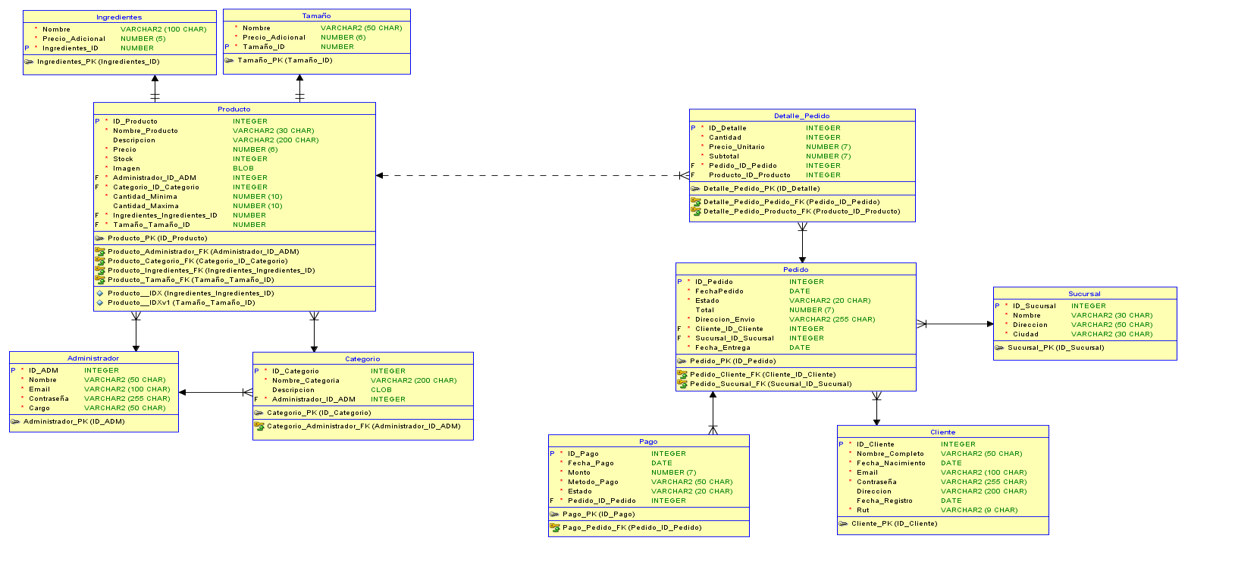 Ingredientes
* Nombre VARCHAR2 (100 CHAR)
* Precio_Adicional NUMBER (5)
P * Ingredientes_ID NUMBER
Ingredientes_PK (Ingredientes_ID)
Tamaño
* Nombre VARCHAR2 (50 CHAR)
* Precio_Adicional NUMBER (6)
P * Tamaño_ID NUMBER
Tamaño_PK (Tamaño_ID)
Producto
P * ID_Producto INTEGER
* Nombre_Producto VARCHAR2 (30 CHAR)
Descripcion VARCHAR2 (200 CHAR)
* Precio NUMBER (6)
* Stock INTEGER
* Imagen BLOB
F * Administrador_ID_ADM INTEGER
F * Categorio_ID_Categorio INTEGER
* Cantidad_Minima NUMBER (10)
Cantidad_Maxima NUMBER (10)
F * Ingredientes_Ingredientes_ID NUMBER
F * Tamaño_Tamaño_ID NUMBER
Producto_PK (ID_Producto)
Producto_Administrador_FK (Administrador_ID_ADM)
Producto_Categorio_FK (Categorio_ID_Categorio)
Producto_Ingredientes_FK (Ingredientes_Ingredientes_ID)
Producto_Tamaño_FK (Tamaño_Tamaño_ID)
Producto__IDX (Ingredientes_Ingredientes_ID)
Producto__IDXv1 (Tamaño_Tamaño_ID)
Detalle_Pedido
P * ID_Detalle INTEGER
* Cantidad INTEGER
* Precio_Unitario NUMBER (7)
* Subtotal NUMBER (7)
F * Pedido_ID_Pedido INTEGER
F Producto_ID_Producto INTEGER
Detalle_Pedido_PK (ID_Detalle)
Detalle_Pedido_Pedido_FK (Pedido_ID_Pedido)
Detalle_Pedido_Producto_FK (Producto_ID_Producto)
Pedido
P * ID_Pedido INTEGER
* FechaPedido DATE
* Estado VARCHAR2 (20 CHAR)
Total NUMBER (7)
* Direccion_Envio VARCHAR2 (255 CHAR)
F * Cliente_ID_Cliente INTEGER
F * Sucursal_ID_Sucursal INTEGER
* Fecha_Entrega DATE
Pedido_PK (ID_Pedido)
Pedido_Cliente_FK (Cliente_ID_Cliente)
Pedido_Sucursal_FK (Sucursal_ID_Sucursal)
Sucursal
P * ID_Sucursal INTEGER
* Nombre VARCHAR2 (30 CHAR)
* Direccion VARCHAR2 (50 CHAR)
* Ciudad VARCHAR2 (30 CHAR)
Sucursal_PK (ID_Sucursal)
Administrador
P * ID_ADM INTEGER
* Nombre VARCHAR2 (50 CHAR)
* Email VARCHAR2 (100 CHAR)
* Contraseña VARCHAR2 (255 CHAR)
* Cargo VARCHAR2 (50 CHAR)
Administrador_PK (ID_ADM)
Categorio
P * ID_Categorio INTEGER
* Nombre_Categoria VARCHAR2 (200 CHAR)
Descripcion CLOB
F * Administrador_ID_ADM INTEGER
Categorio_PK (ID_Categorio)
Categorio_Administrador_FK (Administrador_ID_ADM)
Pago
P * ID_Pago INTEGER
* Fecha_Pago DATE
* Monto NUMBER (7)
* Metodo_Pago VARCHAR2 (50 CHAR)
* Estado VARCHAR2 (20 CHAR)
F * Pedido_ID_Pedido INTEGER
Pago_PK (ID_Pago)
Pago_Pedido_FK (Pedido_ID_Pedido)
Cliente
P * ID_Cliente INTEGER
* Nombre_Completo VARCHAR2 (50 CHAR)
* Fecha_Nacimiento DATE
* Email VARCHAR2 (100 CHAR)
* Contraseña VARCHAR2 (255 CHAR)
Direccion VARCHAR2 (200 CHAR)
Fecha_Registro DATE
* Rut VARCHAR2 (9 CHAR)
Cliente_PK (ID_Cliente)